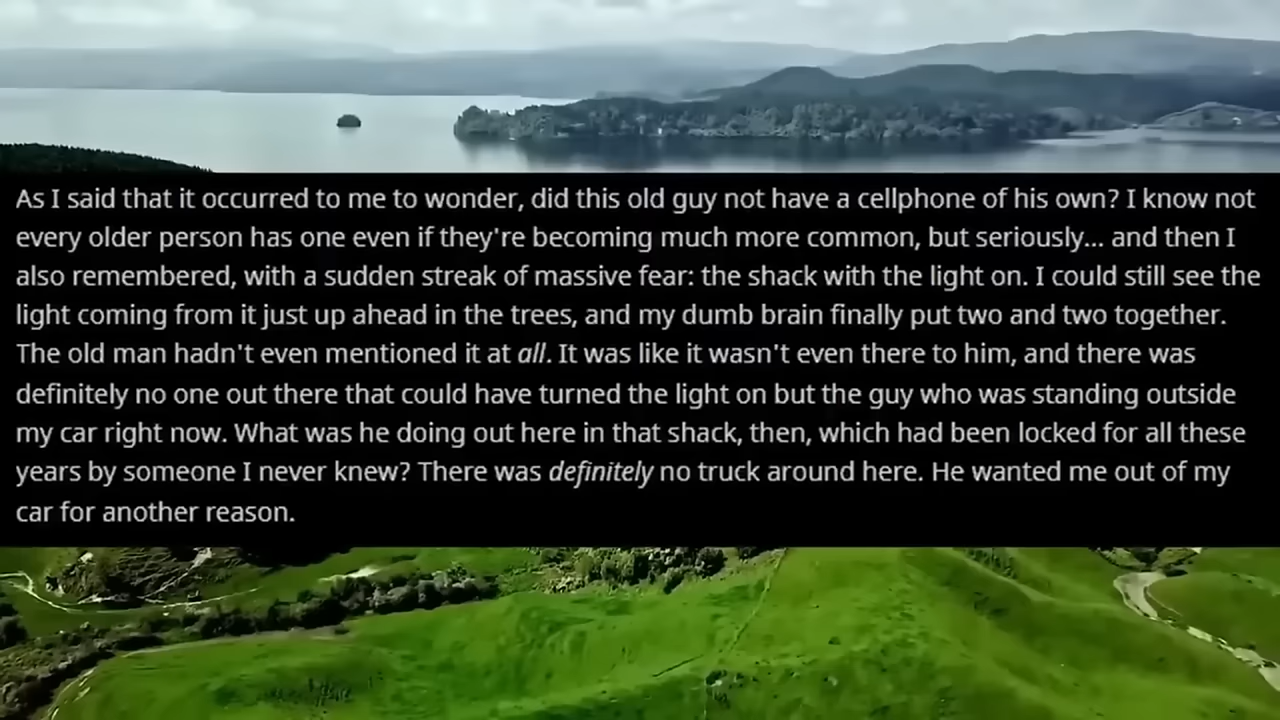 As I said that it occurred to me to wonder, did this old guy not have a cellphone of his own? I know not
every older person has one even if they're becoming much more common, but seriously... and then I
also remembered, with a sudden streak of massive fear: the shack with the light on. I could still see the
light coming from it just up ahead in the trees, and my dumb brain finally put two and two together.
The old man hadn't even mentioned it at all. It was like it wasn't even there to him, and there was
definitely no one out there that could have turned the light on but the guy who was standing outside
my car right now. What was he doing out here in that shack, then, which had been locked for all these
years by someone I never knew? There was definitely no truck around here. He wanted me out of my
car for another reason.